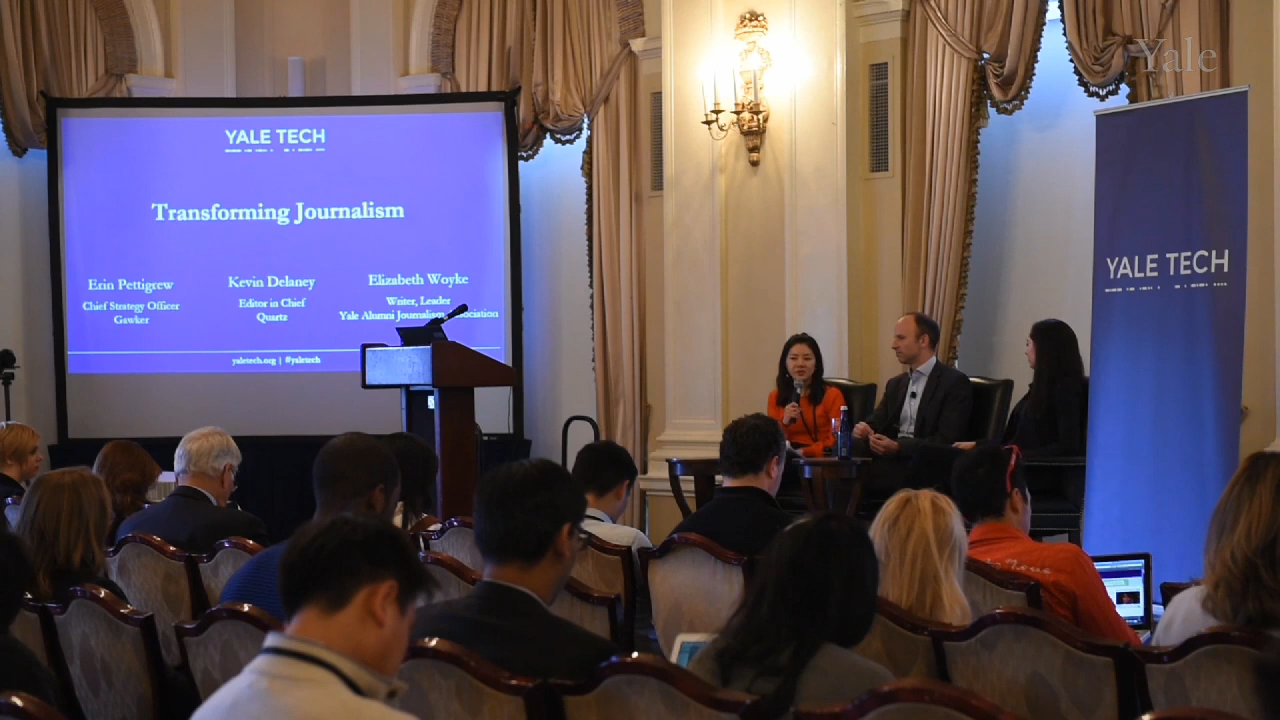 Yale
YALE TECH
Transforming Journalism
Erin Pettigrew
Chief Strategy Officer
Gawker
Kevin Delaney
Editor in Chief
Quartz
Elizabeth Woyke
Writer, Leader
Yale Alumni Journalism
yaletech.org | #yaletech
YALE TECH